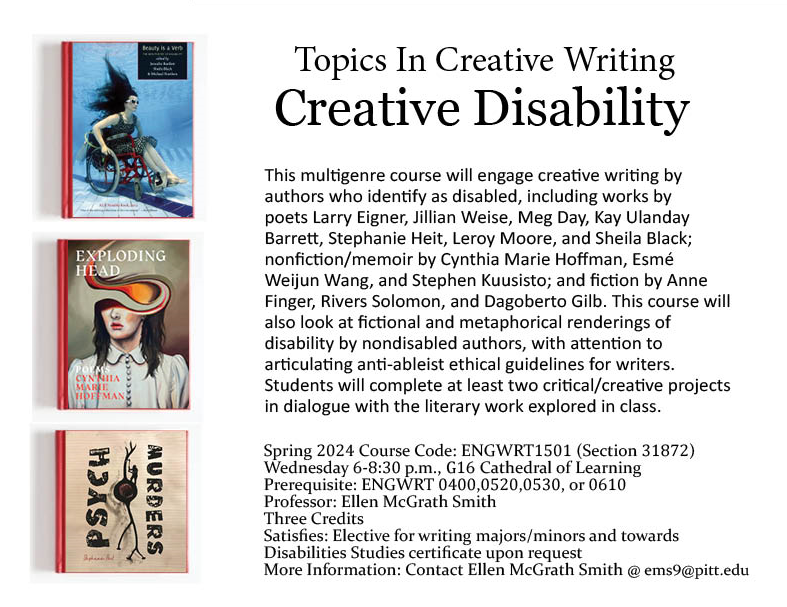 Beauty is a Verb
edited by
Jennifer Bartlett
Sheila Black
& Michael Northen
EXPLODING
HEAD
POEMS
CYNTHIA
MARIE
HOFFMAN
PSYCH
MURDERS
Stephanie Heit
Topics In Creative Writing
Creative Disability
This multigenre course will engage creative writing by
authors who identify as disabled, including works by
poets Larry Eigner, Jillian Weise, Meg Day, Kay Ulanday
Barrett, Stephanie Heit, Leroy Moore, and Sheila Black;
nonfiction/memoir by Cynthia Marie Hoffman, Esmé
Weijun Wang, and Stephen Kuusisto; and fiction by Anne
Finger, Rivers Solomon, and Dagoberto Gilb. This course will
also look at fictional and metaphorical renderings of
disability by nondisabled authors, with attention to
articulating anti-ableist ethical guidelines for writers.
Students will complete at least two critical/creative projects
in dialogue with the literary work explored in class.
Spring 2024 Course Code: ENGWRT1501 (Section 31872)
Wednesday 6-8:30 p.m., G16 Cathedral of Learning
Prerequisite: ENGWRT 0400,0520,0530, or 0610
Professor: Ellen McGrath Smith
Three Credits
Satisfies: Elective for writing majors/minors and towards
Disabilities Studies certificate upon request
More Information: Contact Ellen McGrath Smith @ ems9@pitt.edu